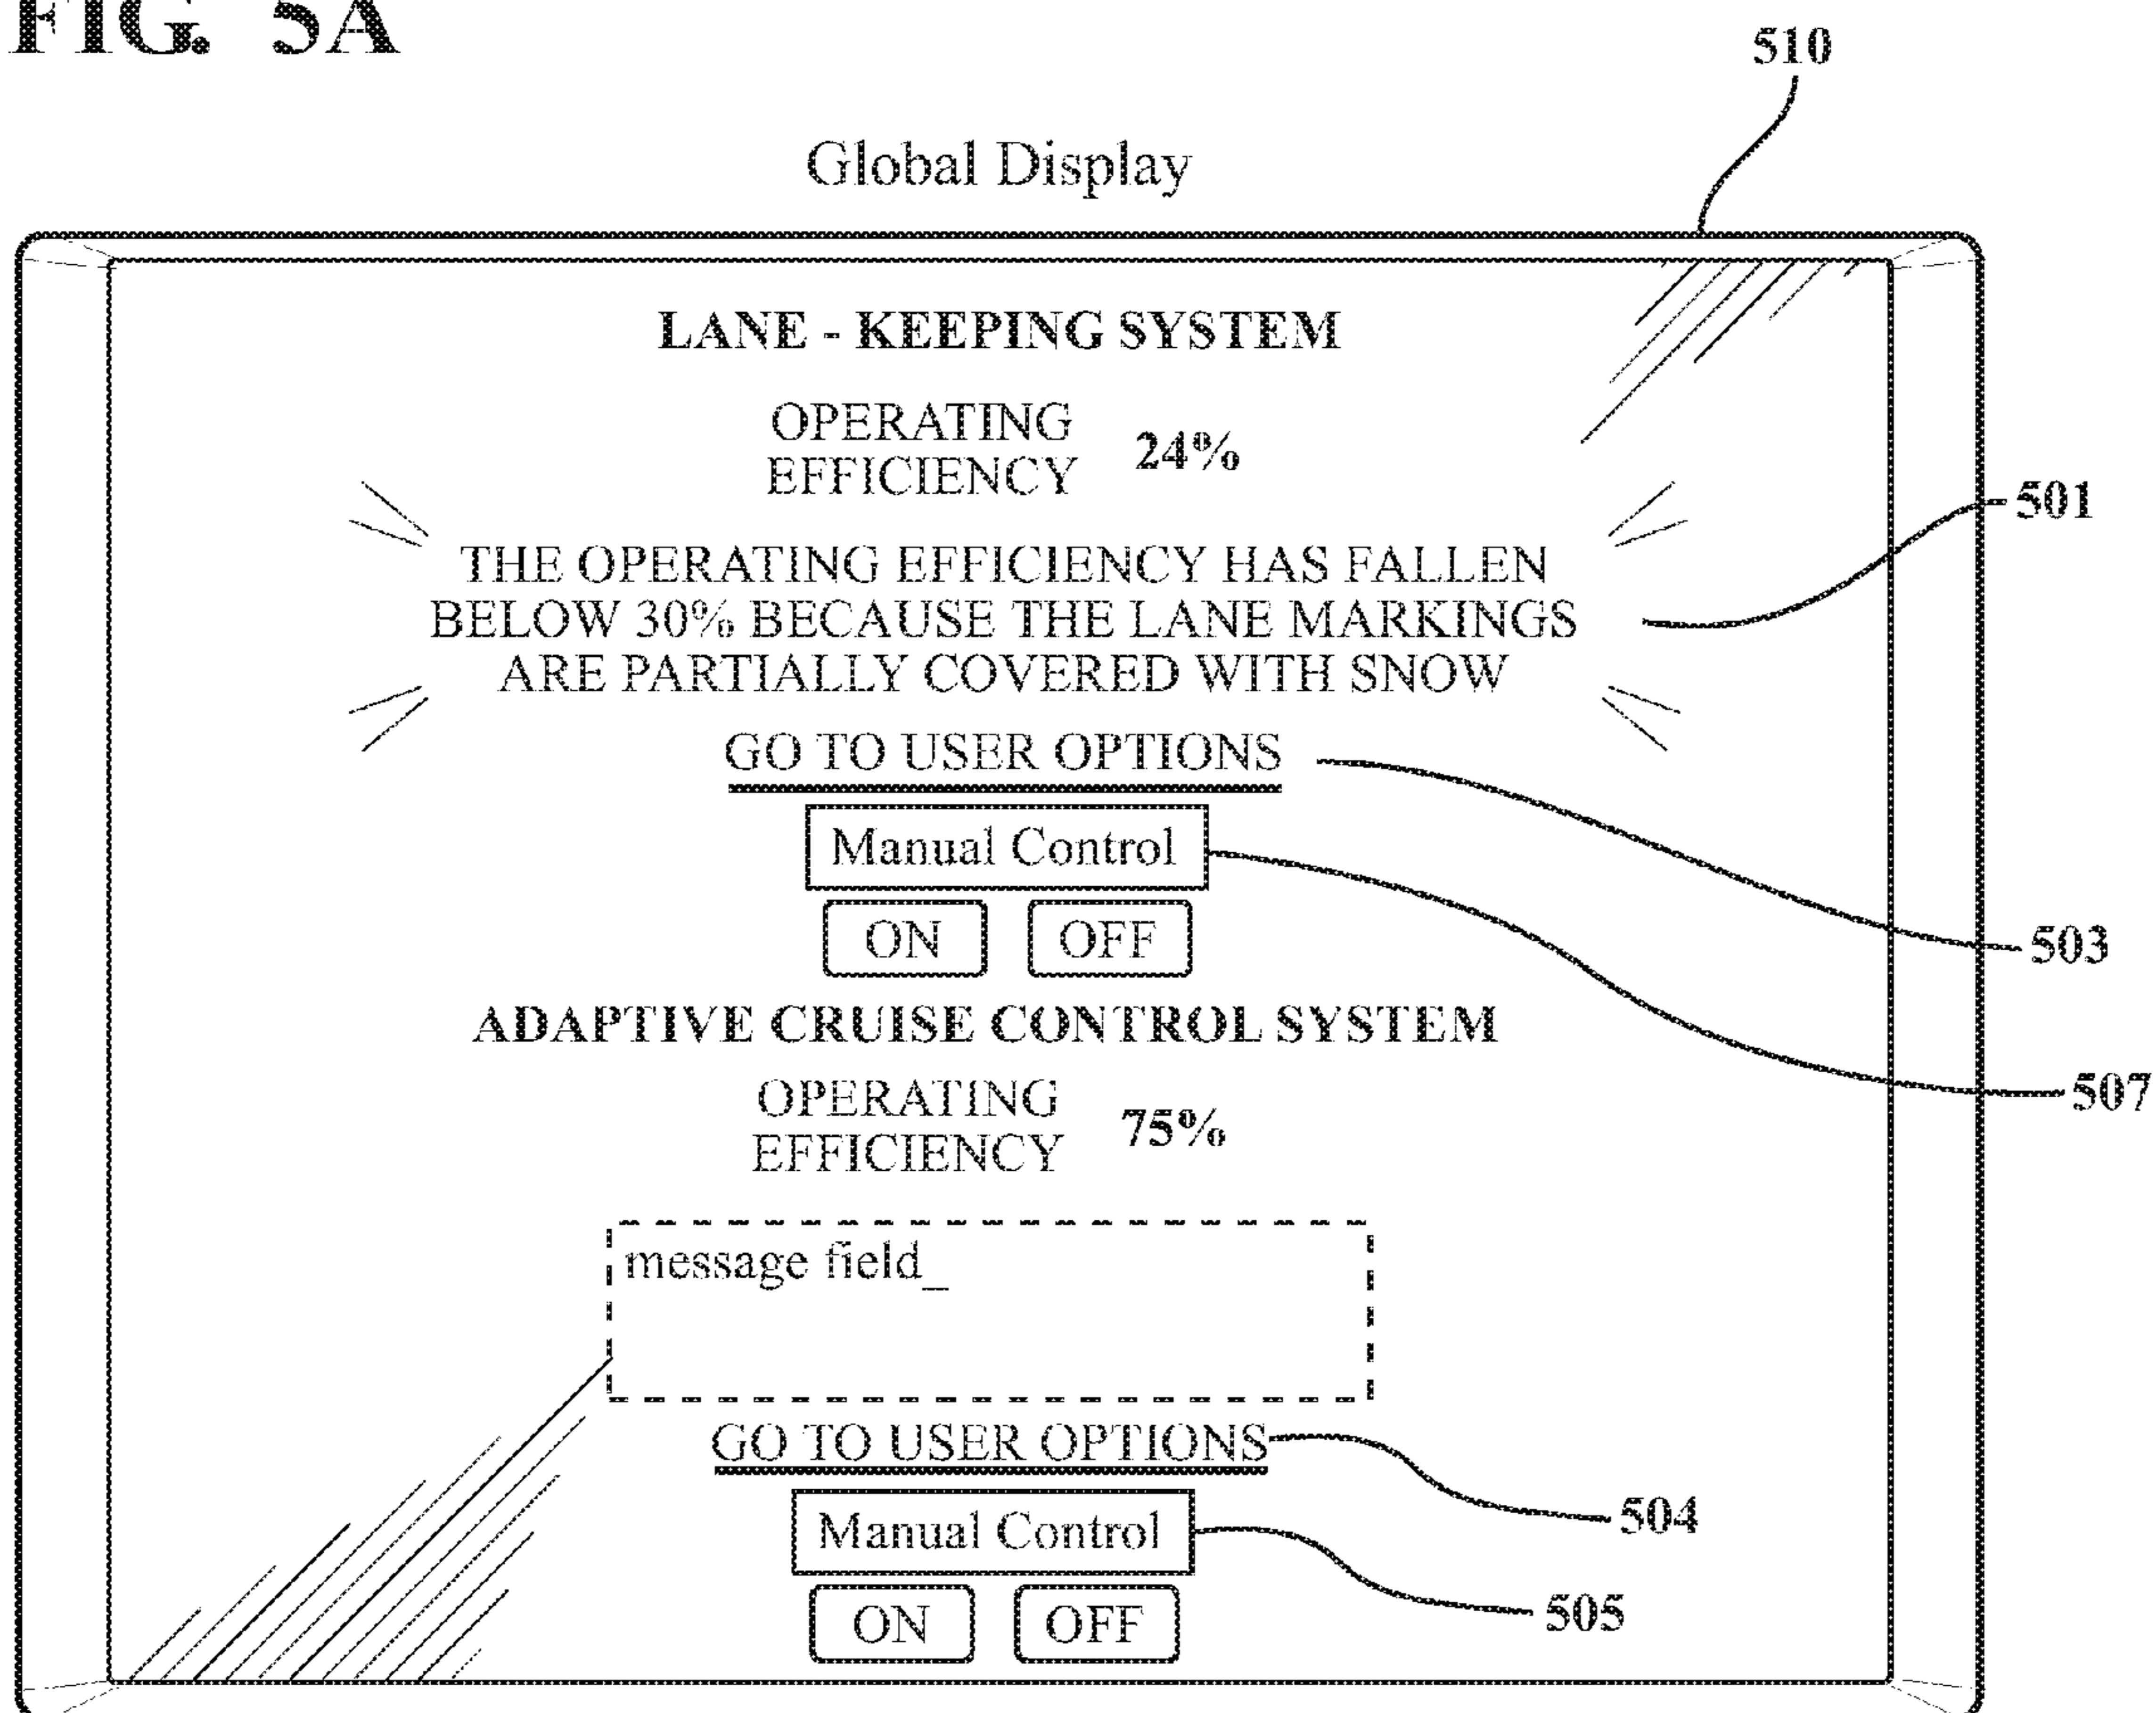 FIG. 5A
510
Global Display
LANE - KEEPING SYSTEM
OPERATING
EFFICIENCY 24%
501
THE OPERATING EFFICIENCY HAS FALLEN
BELOW 30% BECAUSE THE LANE MARKINGS
ARE PARTIALLY COVERED WITH SNOW
GO TO USER OPTIONS
Manual Control
ON OFF
503
ADAPTIVE CRUISE CONTROL SYSTEM
507
OPERATING
EFFICIENCY 75%
message field_
GO TO USER OPTIONS
504
Manual Control
505
ON OFF